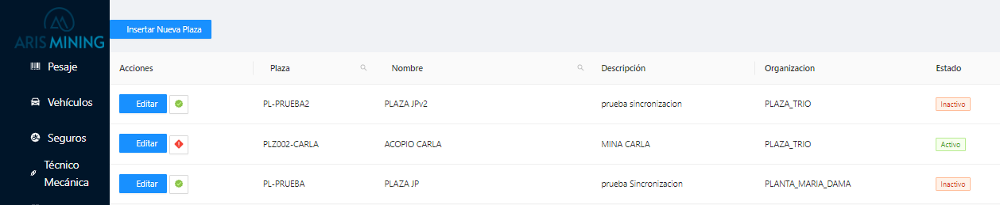 ARIS MINING
Pesaje
Vehículos
Seguros
Técnico
Mecánica
Insertar Nueva Plaza
Acciones Plaza Nombre Descripción Organizacion Estado
Editar PL-PRUEBA2 PLAZA JPv2 prueba sincronizacion PLAZA_TRIO Inactivo
Editar PLZ002-CARLA ACOPIO CARLA MINA CARLA PLAZA_TRIO Activo
Editar PL-PRUEBA PLAZA JP prueba Sincronizacion PLANTA_MARIA_DAMA Inactivo